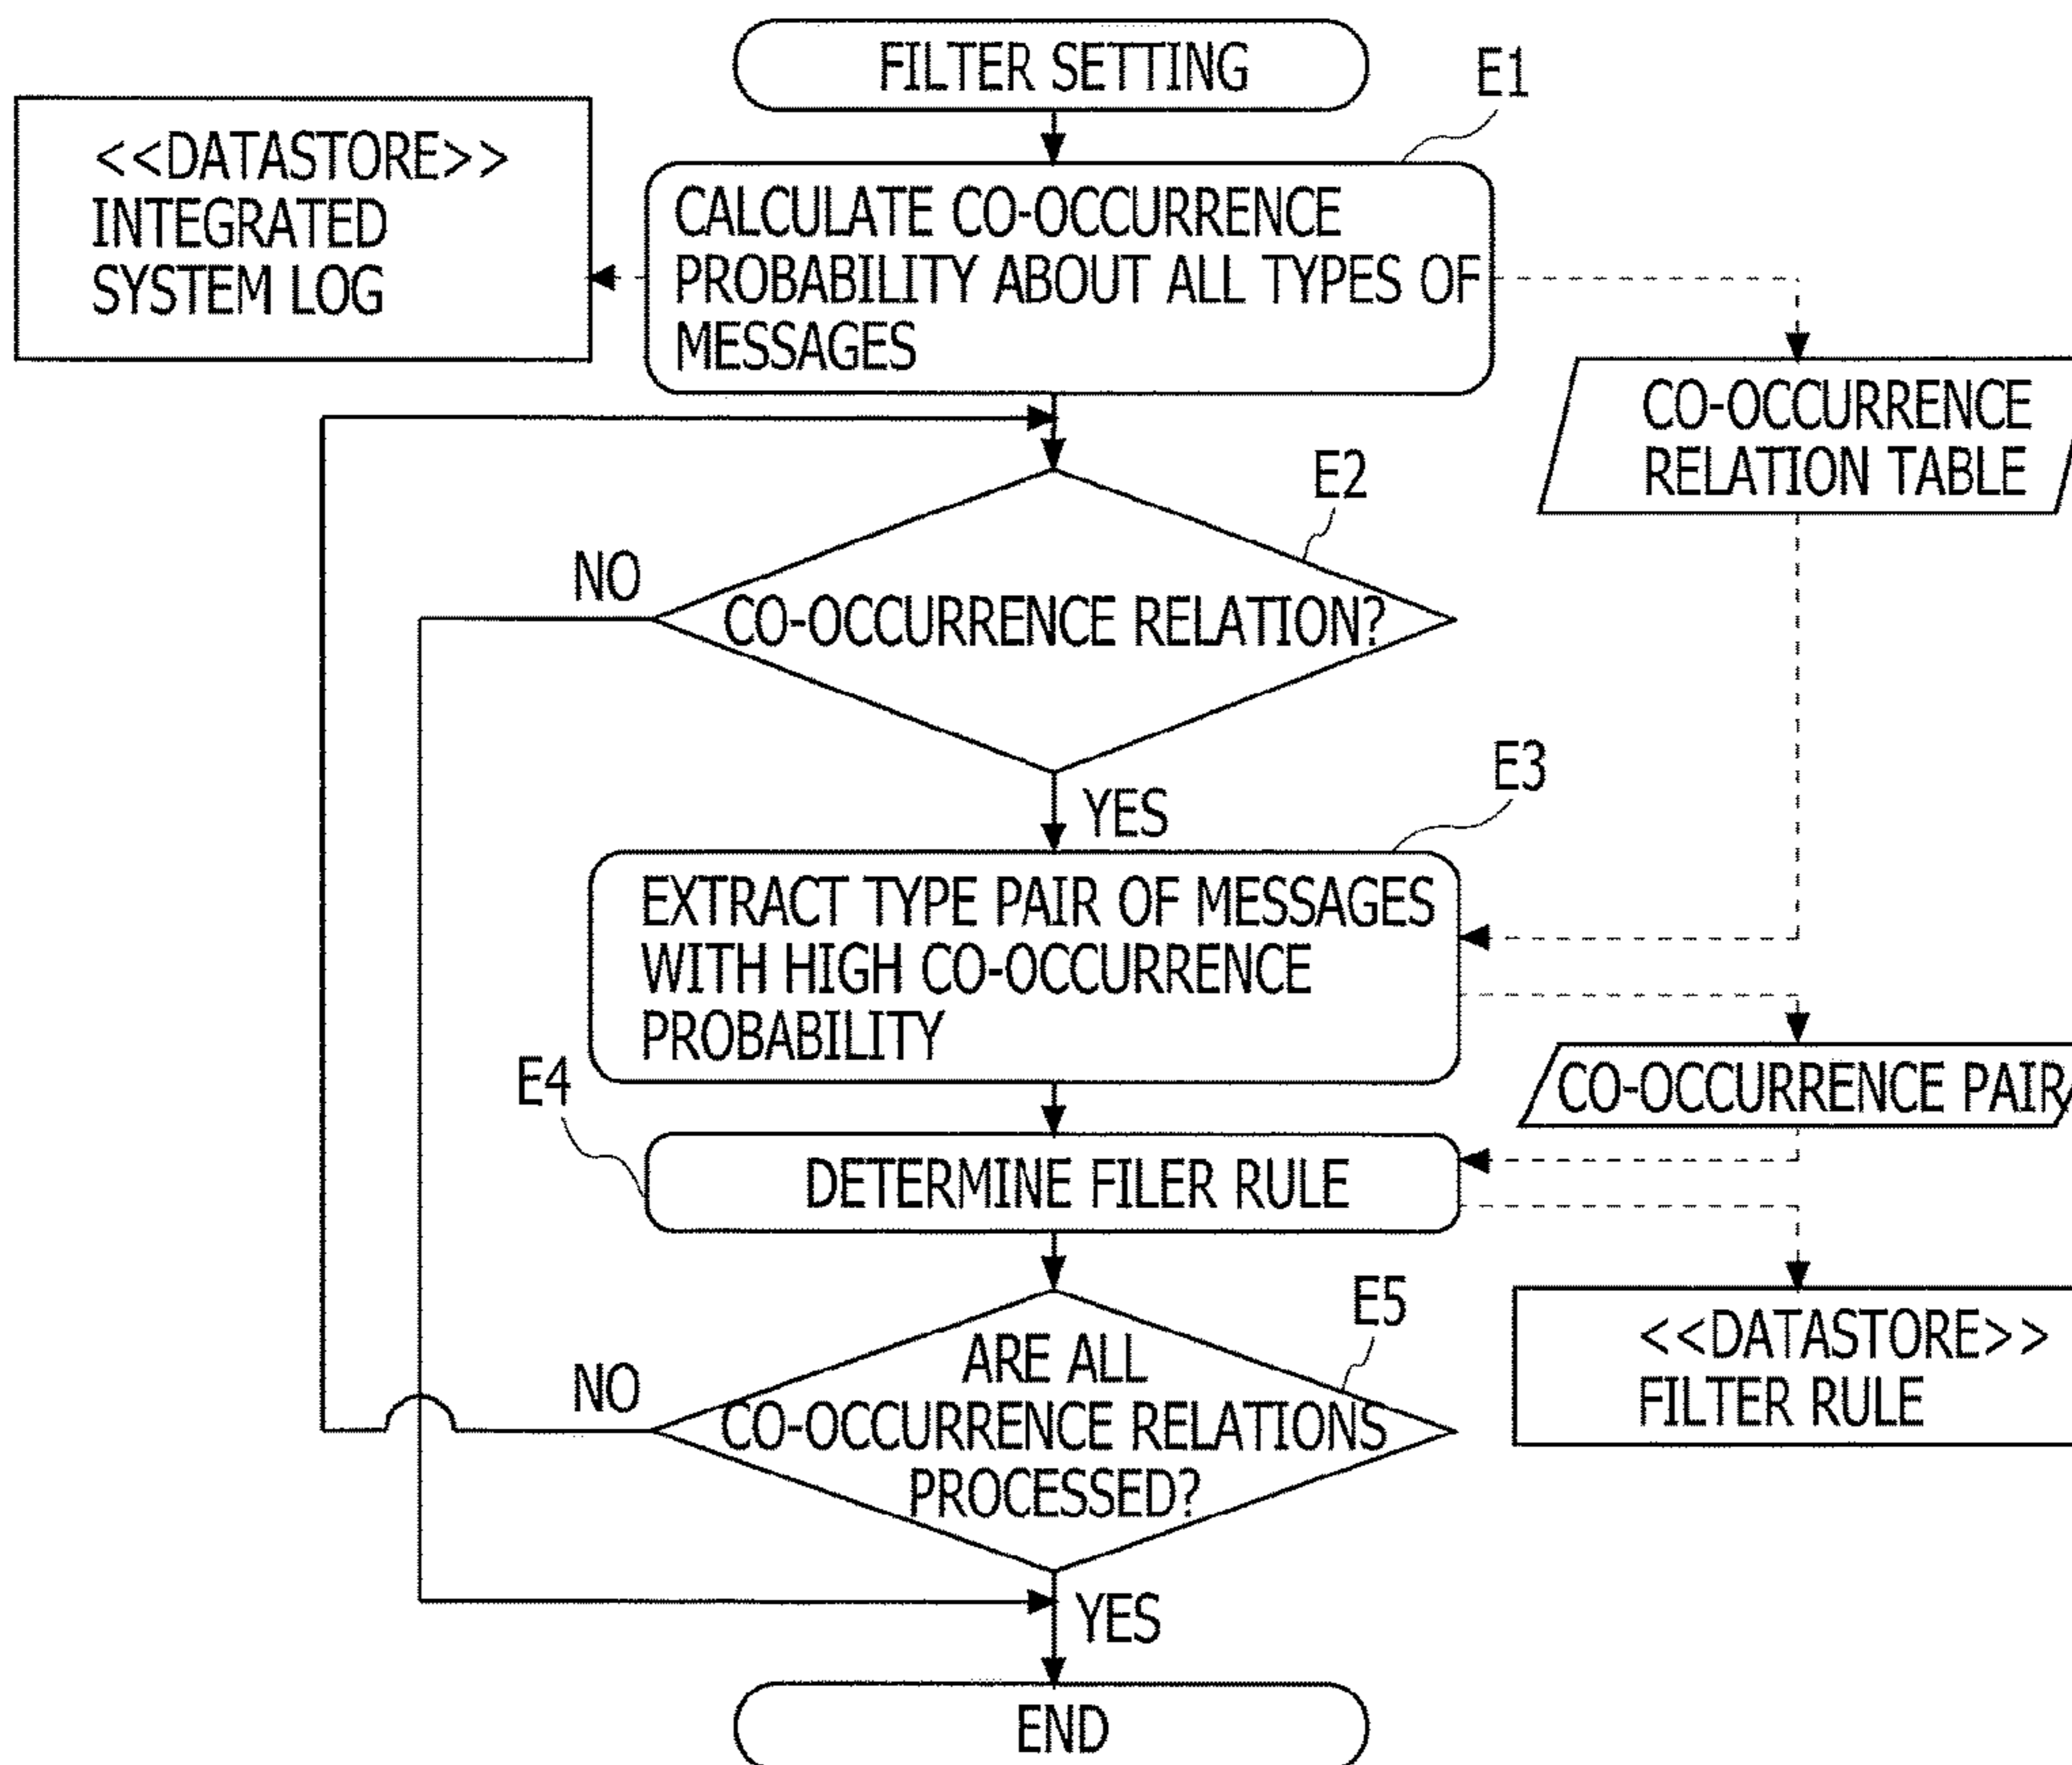 FILTER SETTING
E1
<<DATASTORE>>
INTEGRATED
SYSTEM LOG
CALCULATE CO-OCCURRENCE
PROBABILITY ABOUT ALL TYPES OF
MESSAGES
CO-OCCURRENCE
RELATION TABLE
E2
NO
CO-OCCURRENCE RELATION?
YES
E3
EXTRACT TYPE PAIR OF MESSAGES
WITH HIGH CO-OCCURRENCE
PROBABILITY
CO-OCCURRENCE PAIR
E4
DETERMINE FILER RULE
E5
<<DATASTORE>>
FILTER RULE
NO
ARE ALL
CO-OCCURRENCE RELATIONS
PROCESSED?
YES
END